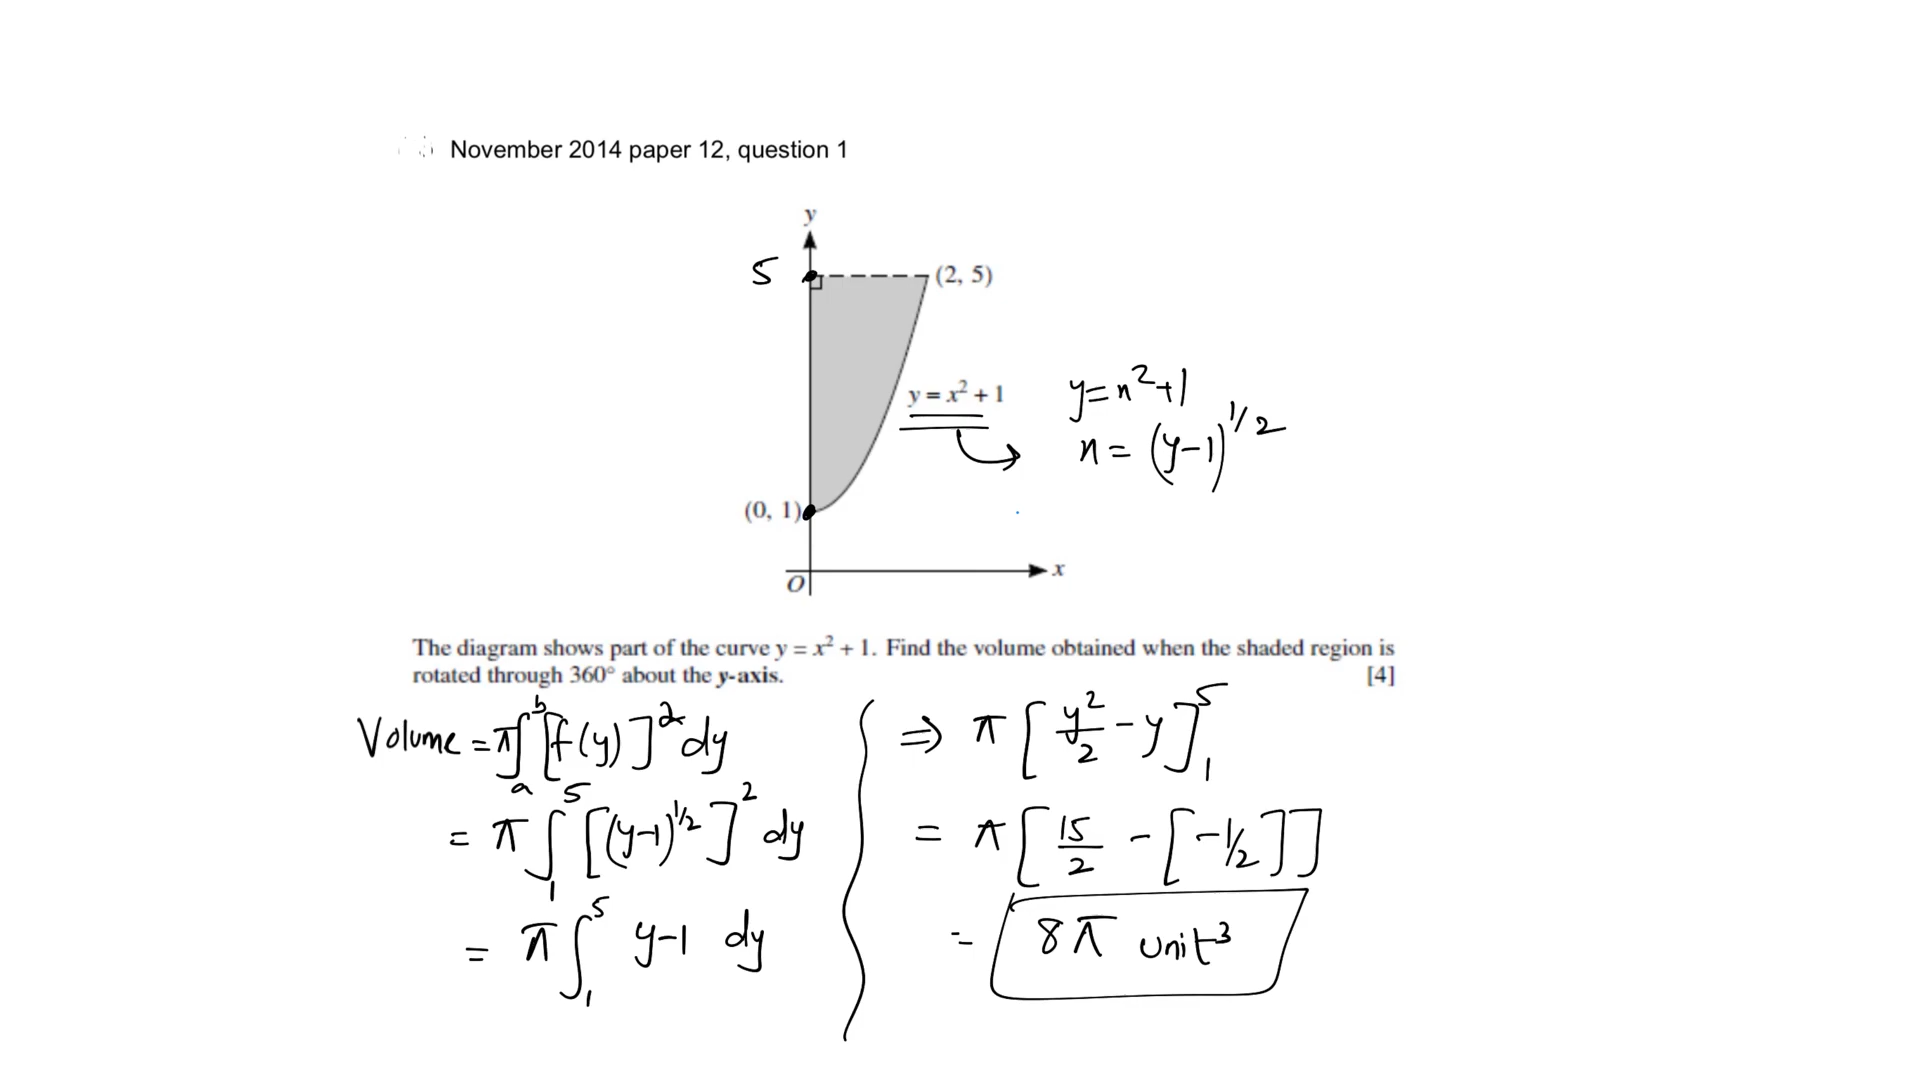 November 2014 paper 12, question 1
y
5
(2, 5)
y = x² + 1
y=x²+1
x = (y-1)^1/2
(0, 1)
O
x
The diagram shows part of the curve y = x² + 1. Find the volume obtained when the shaded region is
rotated through 360° about the y-axis. [4]
Volume = π∫_a^b [f(y)]² dy
= π ∫_1^5 [(y-1)^1/2]² dy
= π ∫_1^5 y-1 dy
⇒ π [y²/2 - y]_1^5
= π [15/2 - [-1/2]]
= 8π unit³